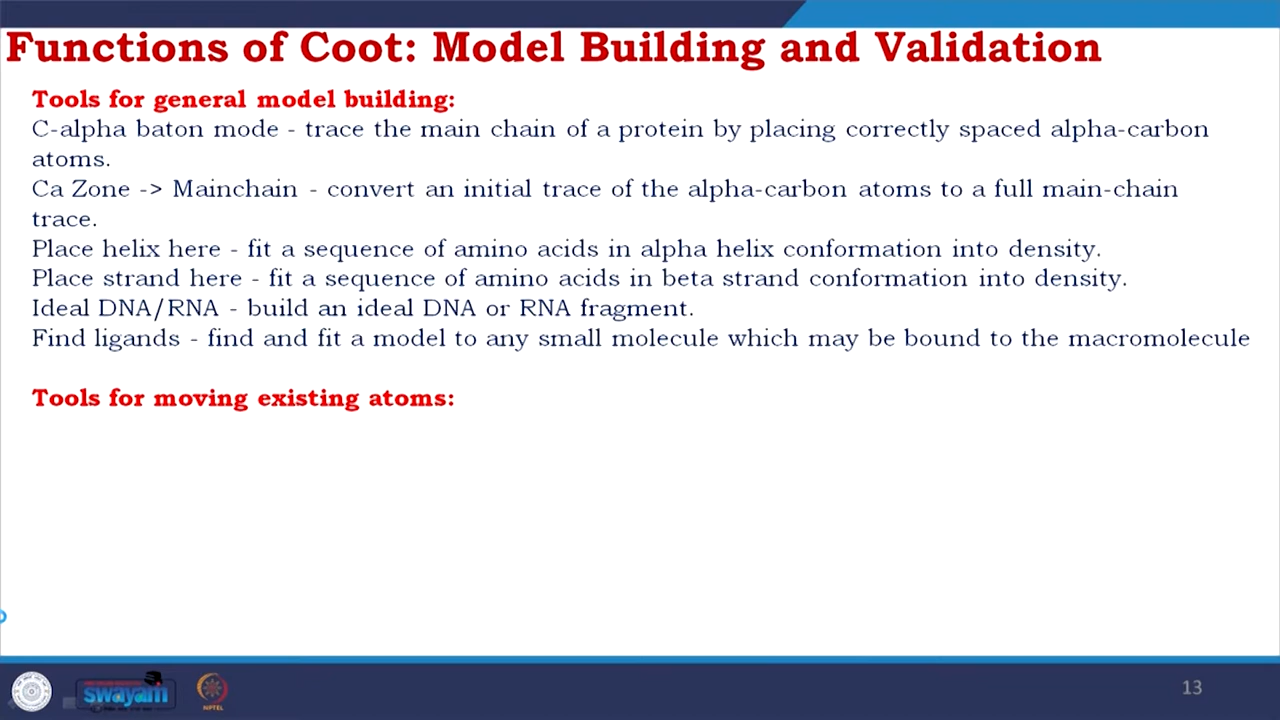 Functions of Coot: Model Building and Validation
Tools for general model building:
C-alpha baton mode - trace the main chain of a protein by placing correctly spaced alpha-carbon
atoms.
Ca Zone -> Mainchain - convert an initial trace of the alpha-carbon atoms to a full main-chain
trace.
Place helix here - fit a sequence of amino acids in alpha helix conformation into density.
Place strand here - fit a sequence of amino acids in beta strand conformation into density.
Ideal DNA/RNA - build an ideal DNA or RNA fragment.
Find ligands - find and fit a model to any small molecule which may be bound to the macromolecule
Tools for moving existing atoms:
swayam
NPTEL
13